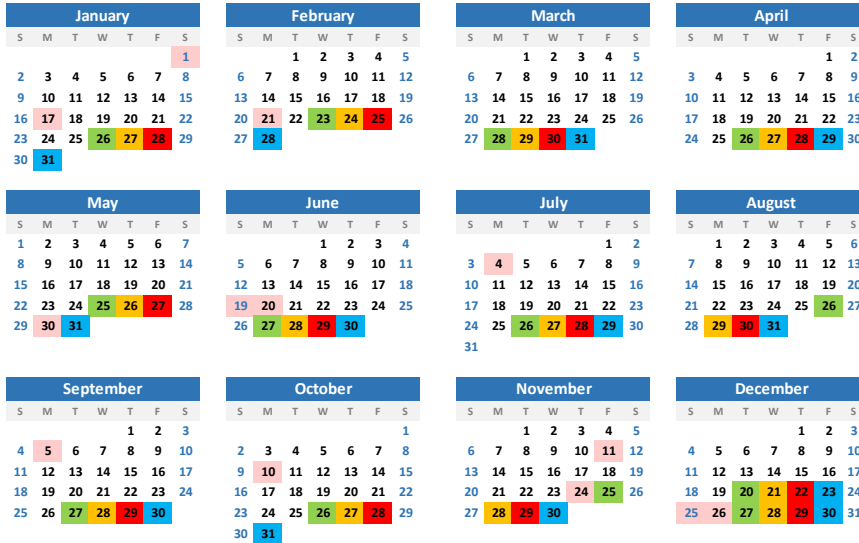 January February March April
S M T W T F S S M T W T F S S M T W T F S S M T W T F S
1 1 2 3 4 5 1 2 3 4 5 1 2
2 3 4 5 6 7 8 6 7 8 9 10 11 12 6 7 8 9 10 11 12 3 4 5 6 7 8 9
9 10 11 12 13 14 15 13 14 15 16 17 18 19 13 14 15 16 17 18 19 10 11 12 13 14 15 16
16 17 18 19 20 21 22 20 21 22 23 24 25 26 20 21 22 23 24 25 26 17 18 19 20 21 22 23
23 24 25 26 27 28 29 27 28 27 28 29 30 31 24 25 26 27 28 29 30
30 31
May June July August
S M T W T F S S M T W T F S S M T W T F S S M T W T F S
1 2 3 4 5 6 7 1 2 3 4 1 2 1 2 3 4 5 6
8 9 10 11 12 13 14 5 6 7 8 9 10 11 3 4 5 6 7 8 9 7 8 9 10 11 12 13
15 16 17 18 19 20 21 12 13 14 15 16 17 18 10 11 12 13 14 15 16 14 15 16 17 18 19 20
22 23 24 25 26 27 28 19 20 21 22 23 24 25 17 18 19 20 21 22 23 21 22 23 24 25 26 27
29 30 31 26 27 28 29 30 24 25 26 27 28 29 30 28 29 30 31
31
September October November December
S M T W T F S S M T W T F S S M T W T F S S M T W T F S
1 2 3 1 1 2 3 4 5 1 2 3
4 5 6 7 8 9 10 2 3 4 5 6 7 8 6 7 8 9 10 11 12 4 5 6 7 8 9 10
11 12 13 14 15 16 17 9 10 11 12 13 14 15 13 14 15 16 17 18 19 11 12 13 14 15 16 17
18 19 20 21 22 23 24 16 17 18 19 20 21 22 20 21 22 23 24 25 26 18 19 20 21 22 23 24
25 26 27 28 29 30 23 24 25 26 27 28 29 27 28 29 30 25 26 27 28 29 30 31
30 31